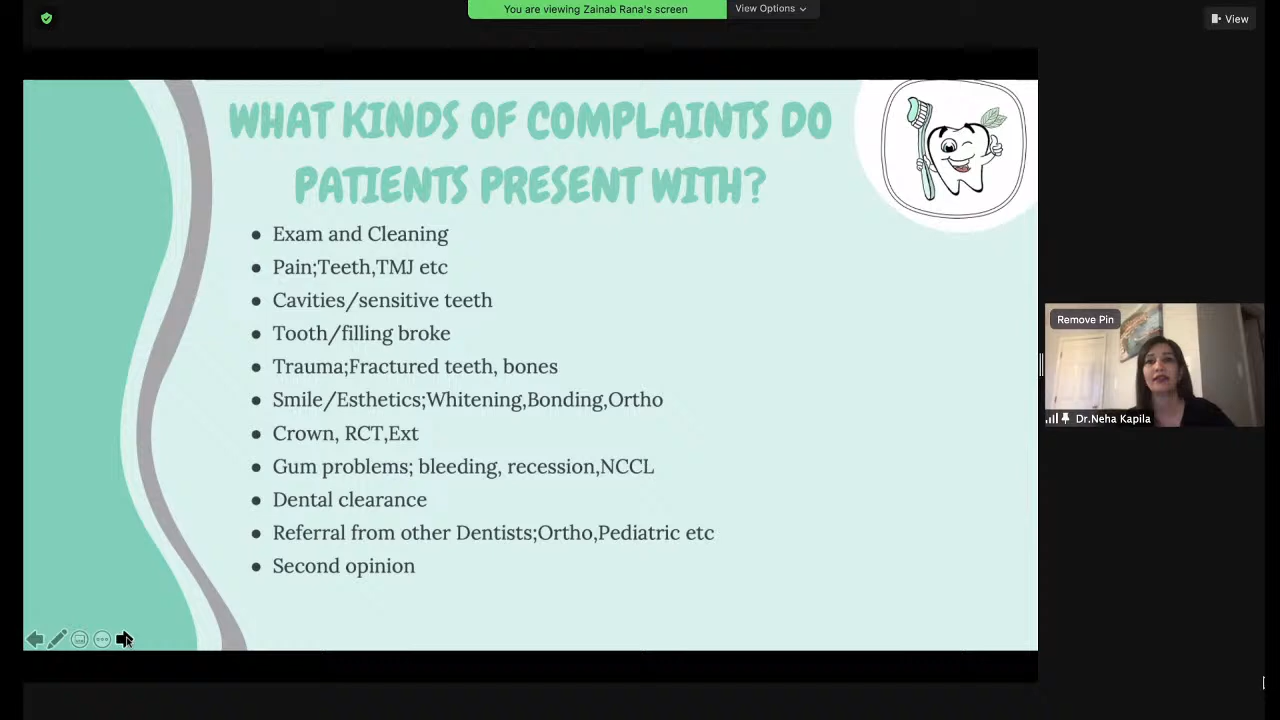 You are viewing Zainab Rana's screen
View Options
View
WHAT KINDS OF COMPLAINTS DO
PATIENTS PRESENT WITH?
● Exam and Cleaning
● Pain;Teeth,TMJ etc
● Cavities/sensitive teeth
● Tooth/filling broke
● Trauma;Fractured teeth, bones
● Smile/Esthetics;Whitening,Bonding,Ortho
● Crown, RCT,Ext
● Gum problems; bleeding, recession,NCCL
● Dental clearance
● Referral from other Dentists;Ortho,Pediatric etc
● Second opinion
Remove Pin
Dr.Neha Kapila